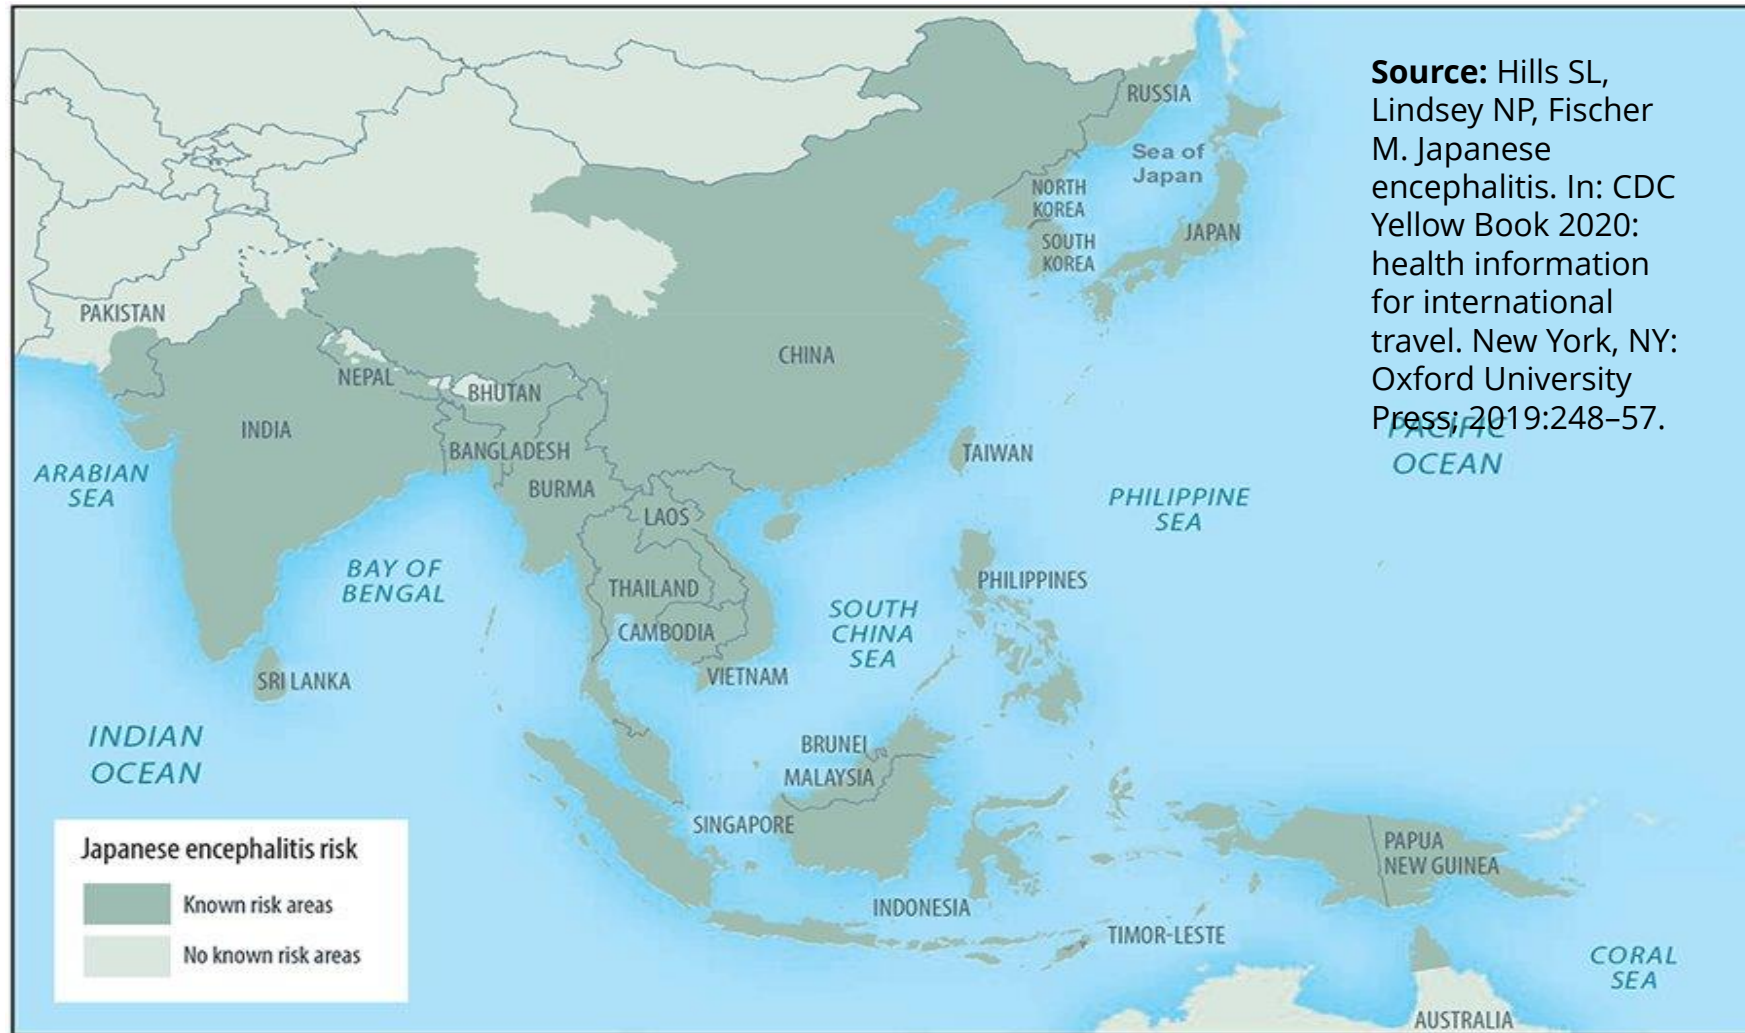 Source: Hills SL,
Lindsey NP, Fischer
M. Japanese
encephalitis. In: CDC
Yellow Book 2020:
health information
for international
travel. New York, NY:
Oxford University
Press; 2019:248–57.
RUSSIA
Sea of
Japan
NORTH
KOREA
SOUTH
KOREA
JAPAN
PAKISTAN
CHINA
NEPAL
BHUTAN
INDIA
BANGLADESH
TAIWAN
PACIFIC
OCEAN
ARABIAN
SEA
BURMA
PHILIPPINE
SEA
LAOS
BAY OF
BENGAL
THAILAND
PHILIPPINES
SOUTH
CHINA
SEA
CAMBODIA
VIETNAM
SRI LANKA
INDIAN
OCEAN
BRUNEI
MALAYSIA
SINGAPORE
PAPUA
NEW GUINEA
INDONESIA
TIMOR-LESTE
CORAL
SEA
AUSTRALIA
Japanese encephalitis risk
Known risk areas
No known risk areas